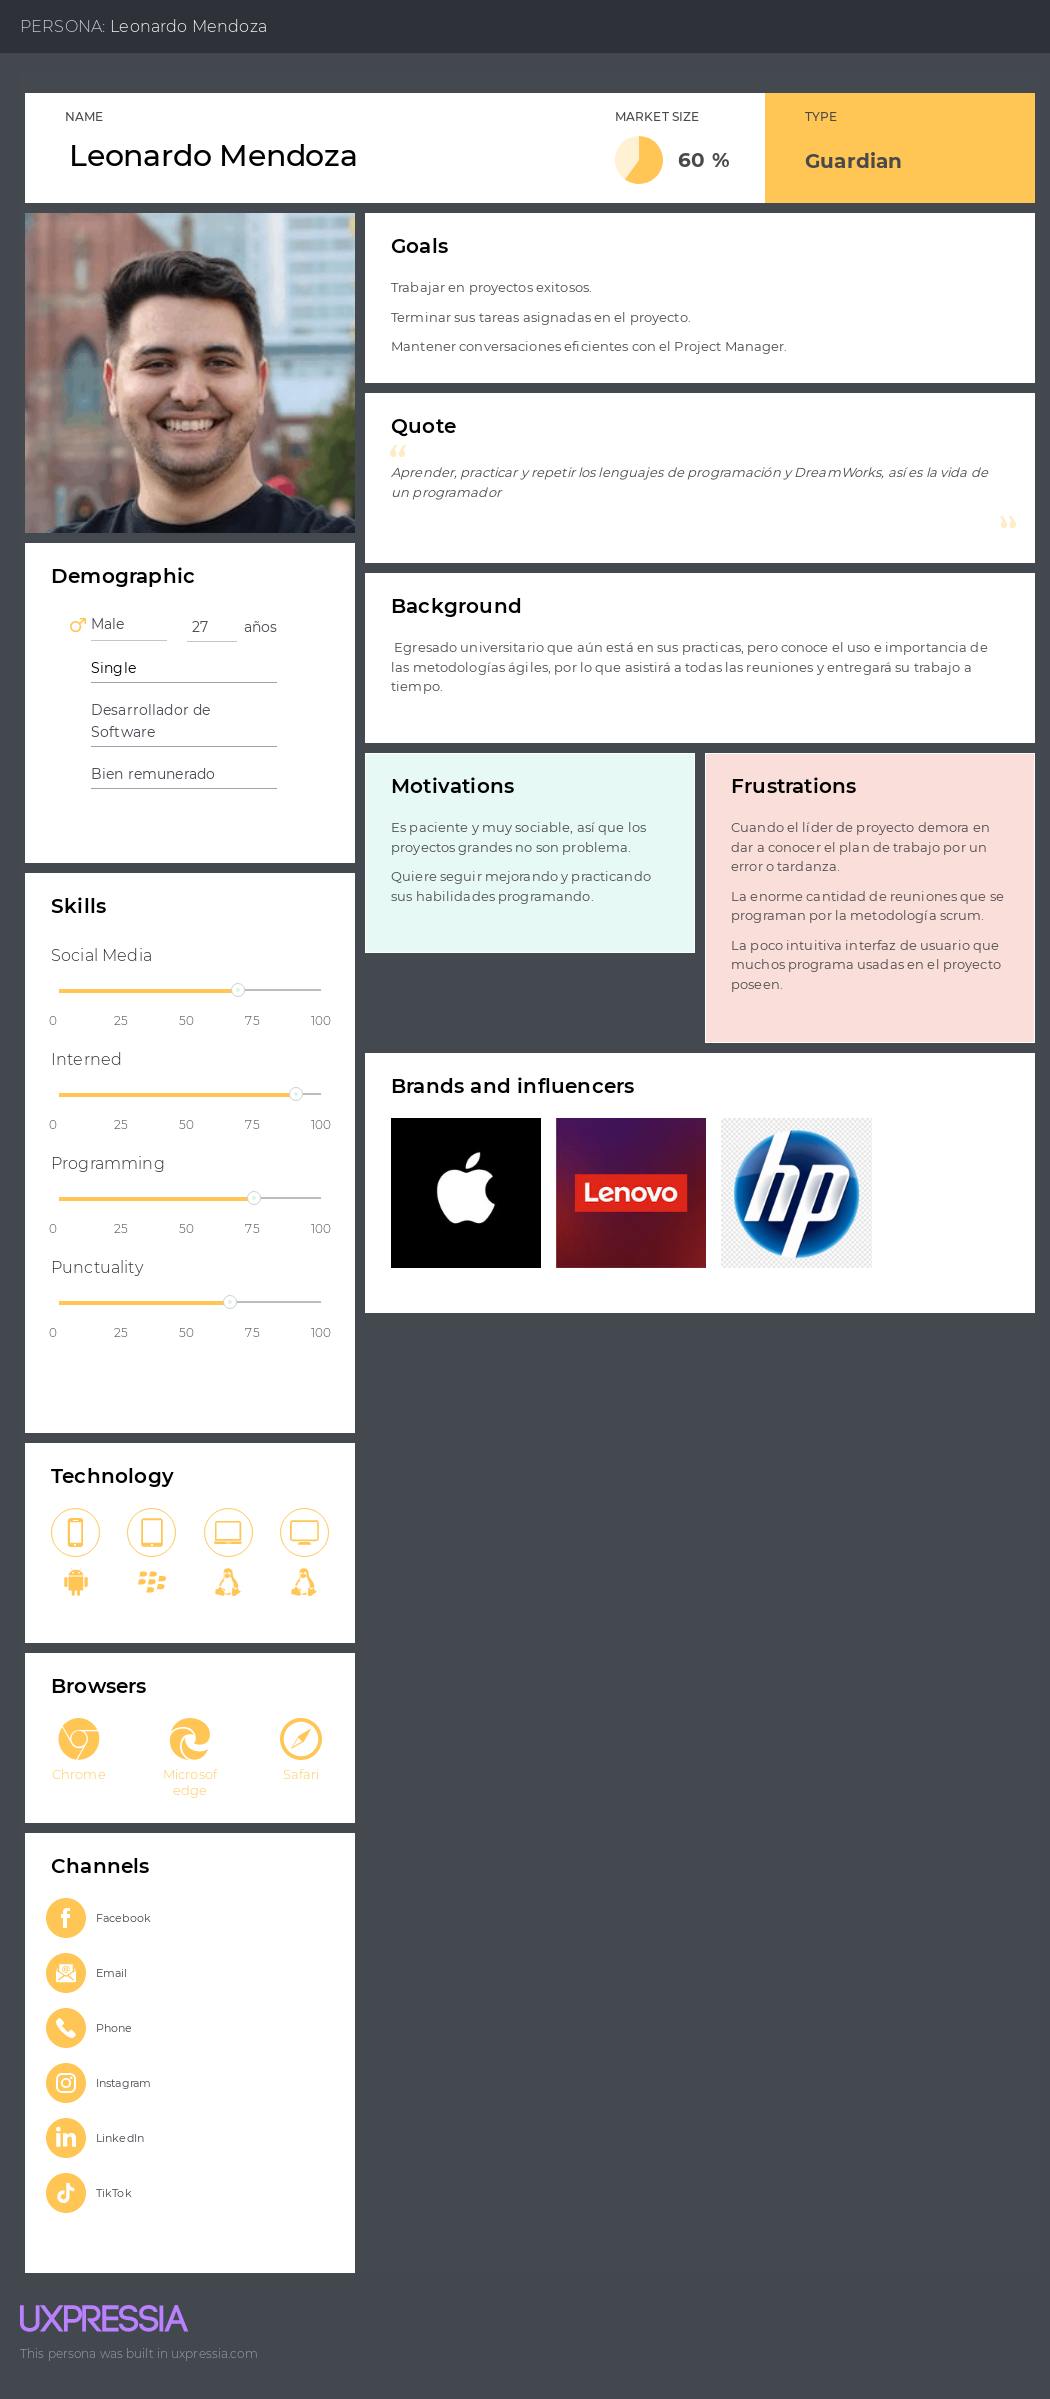 PERSONA: Leonardo Mendoza
NAME
Leonardo Mendoza
MARKET SIZE
60 %
TYPE
Guardian
Goals
Trabajar en proyectos exitosos.
Terminar sus tareas asignadas en el proyecto.
Mantener conversaciones eficientes con el Project Manager.
Quote
“
Aprender, practicar y repetir los lenguajes de programación y DreamWorks, así es la vida de
un programador
”
Background
Egresado universitario que aún está en sus practicas, pero conoce el uso e importancia de
las metodologías ágiles, por lo que asistirá a todas las reuniones y entregará su trabajo a
tiempo.
Demographic
Male 27 años
Single
Desarrollador de
Software
Bien remunerado
Motivations
Es paciente y muy sociable, así que los
proyectos grandes no son problema.
Quiere seguir mejorando y practicando
sus habilidades programando.
Frustrations
Cuando el líder de proyecto demora en
dar a conocer el plan de trabajo por un
error o tardanza.
La enorme cantidad de reuniones que se
programan por la metodología scrum.
La poco intuitiva interfaz de usuario que
muchos programa usadas en el proyecto
poseen.
Skills
Social Media
0 25 50 75 100
Interned
0 25 50 75 100
Programming
0 25 50 75 100
Punctuality
0 25 50 75 100
Brands and influencers
Lenovo
hp
Technology
Browsers
Chrome
Microsof
edge
Safari
Channels
Facebook
Email
Phone
Instagram
LinkedIn
TikTok
UXPRESSIA
This persona was built in uxpressia.com